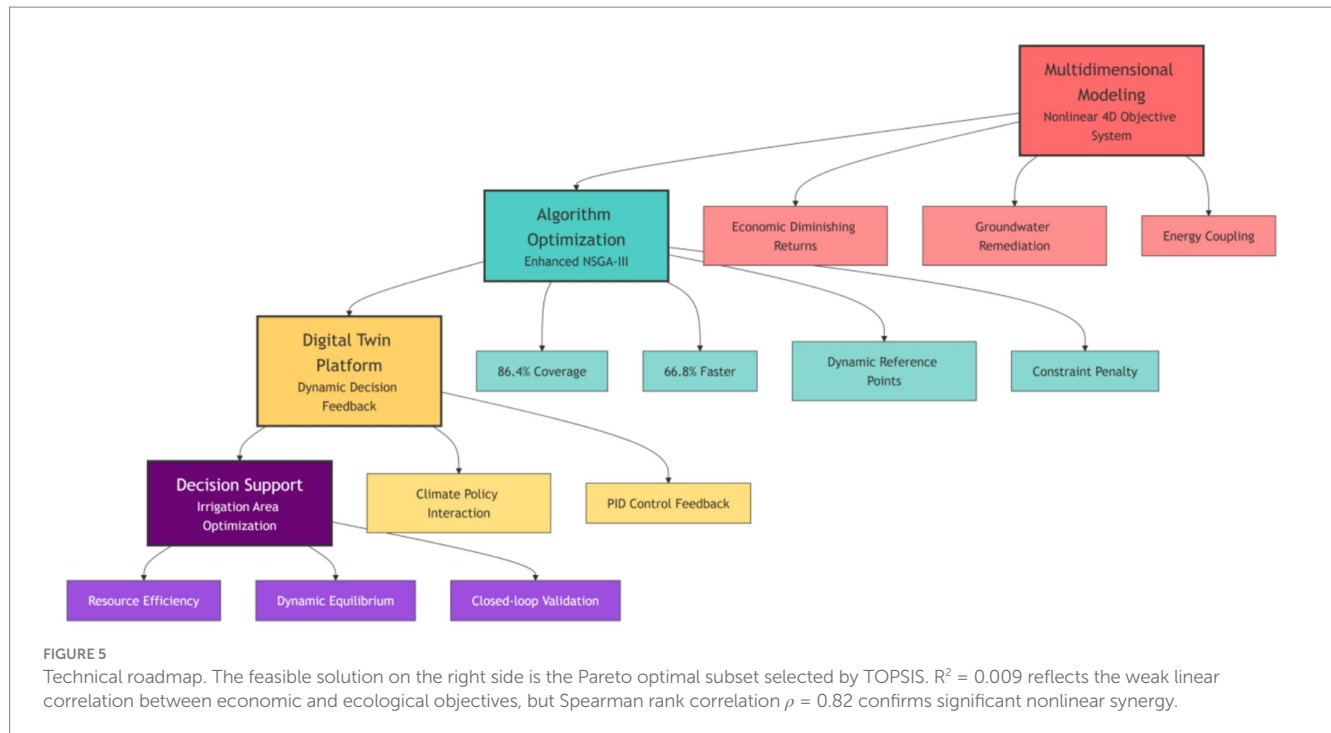 Multidimensional
Modeling
Nonlinear 4D Objective
System
Algorithm
Optimization
Enhanced NSGA-III
Economic Diminishing
Returns
Groundwater
Remediation
Energy Coupling
Digital Twin
Platform
Dynamic Decision
Feedback
86.4% Coverage
66.8% Faster
Dynamic Reference
Points
Constraint Penalty
Decision Support
Irrigation Area
Optimization
Climate Policy
Interaction
PID Control Feedback
Resource Efficiency
Dynamic Equilibrium
Closed-loop Validation
FIGURE 5
Technical roadmap. The feasible solution on the right side is the Pareto optimal subset selected by TOPSIS. R² = 0.009 reflects the weak linear
correlation between economic and ecological objectives, but Spearman rank correlation ρ = 0.82 confirms significant nonlinear synergy.